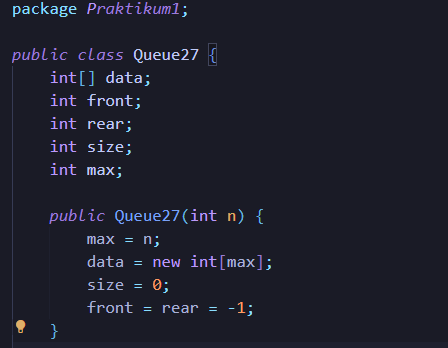 package Praktikum1;
public class Queue27 {
int[] data;
int front;
int rear;
int size;
int max;
public Queue27(int n) {
max = n;
data = new int[max];
size = 0;
front = rear = -1;
}